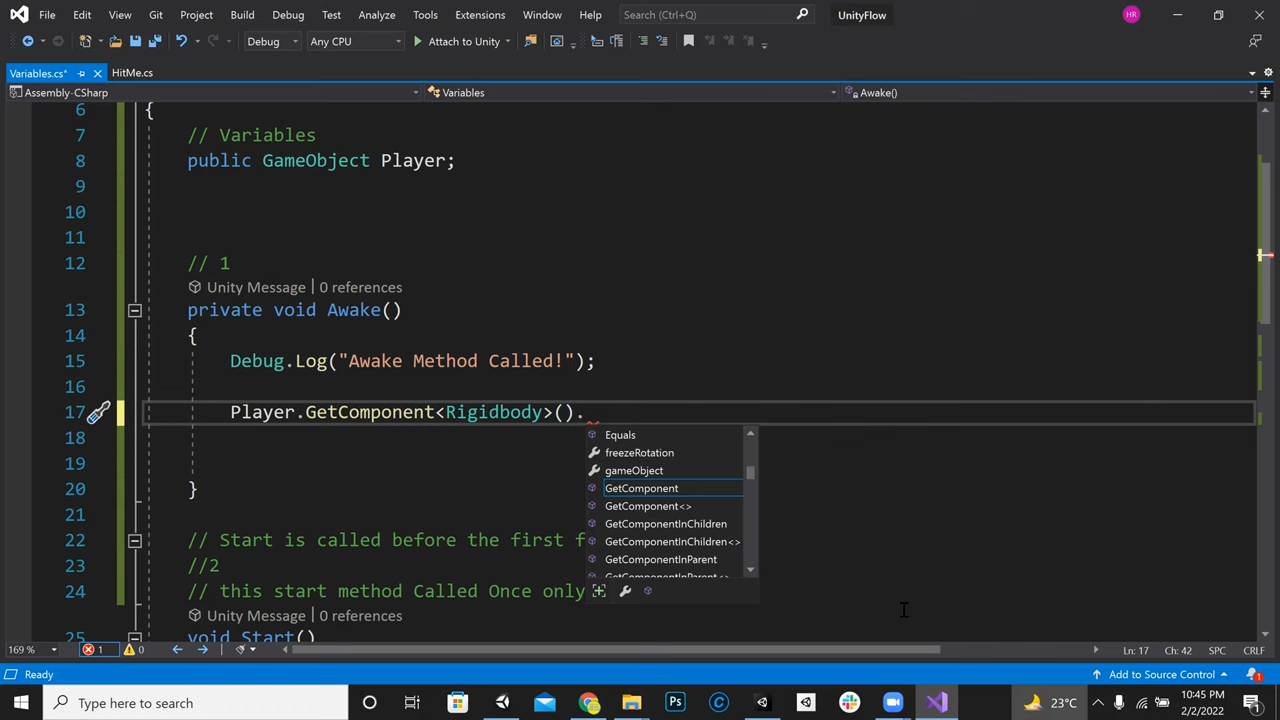 File Edit View Git Project Build Debug Test Analyze Tools Extensions Window Help Search (Ctrl+Q) UnityFlow HR
Debug Any CPU Attach to Unity
Variables.cs* HitMe.cs
Assembly-CSharp Variables Awake()
6 {
7 // Variables
8 public GameObject Player;
9
10
11
12 // 1
Unity Message | 0 references
13 private void Awake()
14 {
15 Debug.Log("Awake Method Called!");
16
17 Player.GetComponent<Rigidbody>().
18
Equals
freezeRotation
19
gameObject
20 }
GetComponent
GetComponent<>
21
GetComponentInChildren
22 // Start is called before the first f
GetComponentInChildren<>
23 //2
GetComponentInParent
GetComponentInParent<>
24 // this start method Called Once only
Unity Message | 0 references
25 void Start()
169 % 1 0 Ln: 17 Ch: 42 SPC CRLF
Ready Add to Source Control 1
Type here to search 23°C 10:45 PM
2/2/2022 1